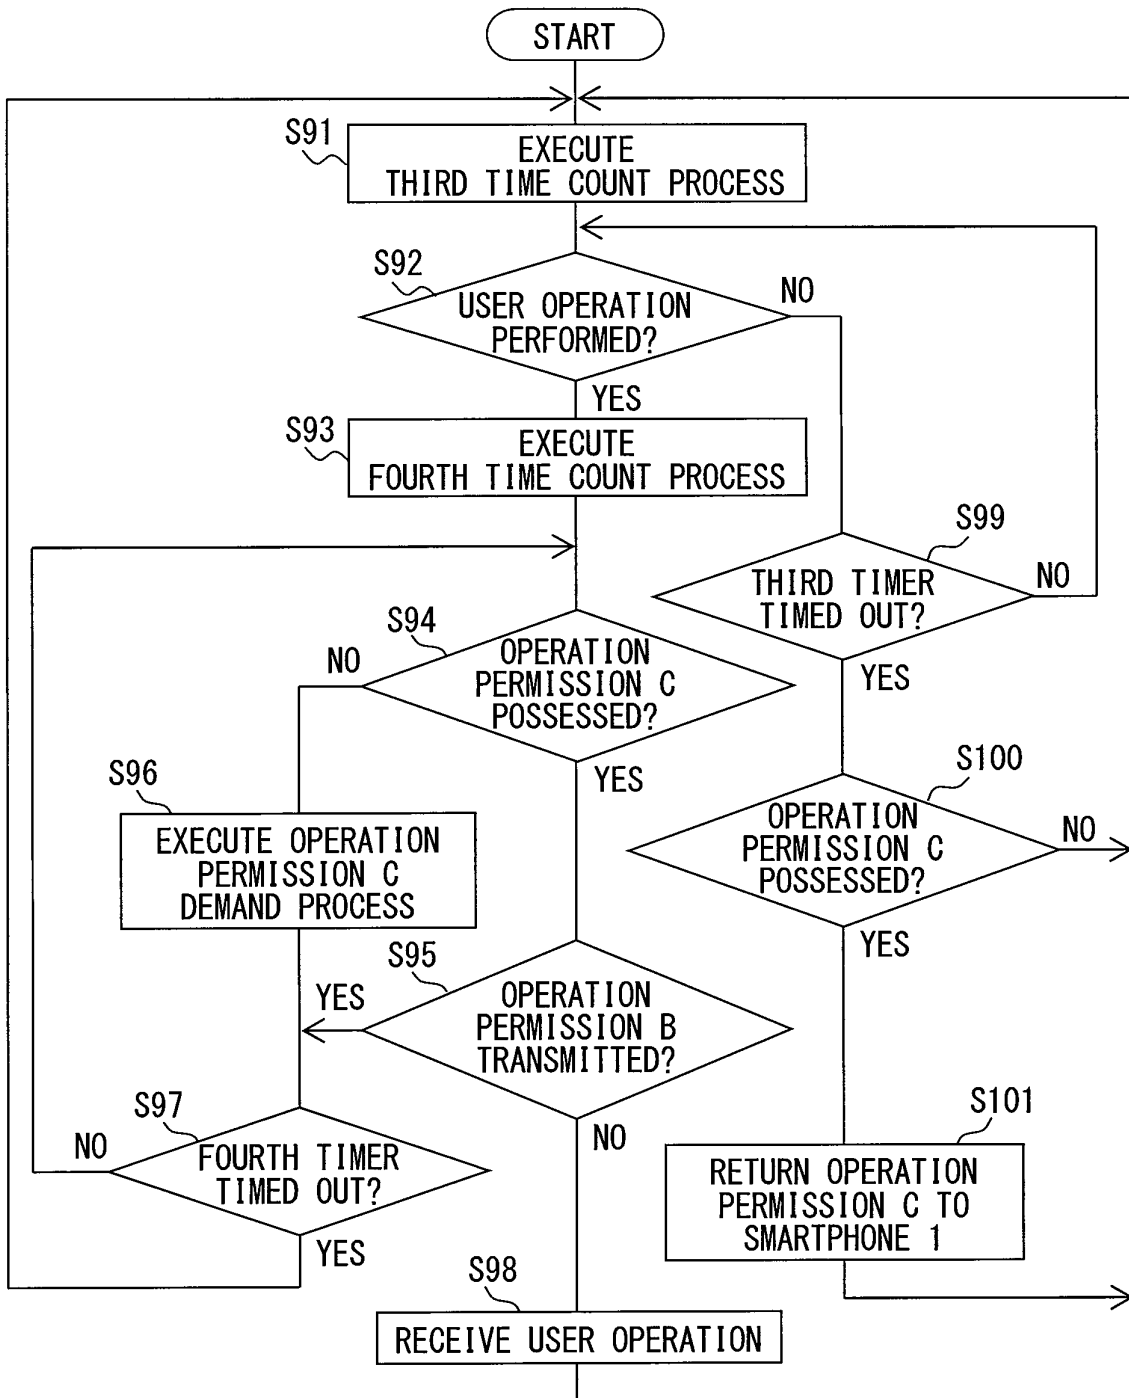 START
S91
EXECUTE
THIRD TIME COUNT PROCESS
S92
USER OPERATION
PERFORMED?
NO
YES
S93
EXECUTE
FOURTH TIME COUNT PROCESS
S99
THIRD TIMER
TIMED OUT?
NO
YES
S94
OPERATION
PERMISSION C
POSSESSED?
NO
YES
S96
EXECUTE OPERATION
PERMISSION C
DEMAND PROCESS
S100
OPERATION
PERMISSION C
POSSESSED?
NO
YES
S95
OPERATION
PERMISSION B
TRANSMITTED?
YES
NO
S97
FOURTH TIMER
TIMED OUT?
NO
YES
S101
RETURN OPERATION
PERMISSION C TO
SMARTPHONE 1
S98
RECEIVE USER OPERATION